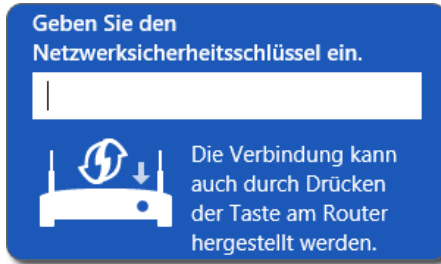 Geben Sie den
Netzwerksicherheitsschlüssel ein.
Die Verbindung kann
auch durch Drücken
der Taste am Router
hergestellt werden.